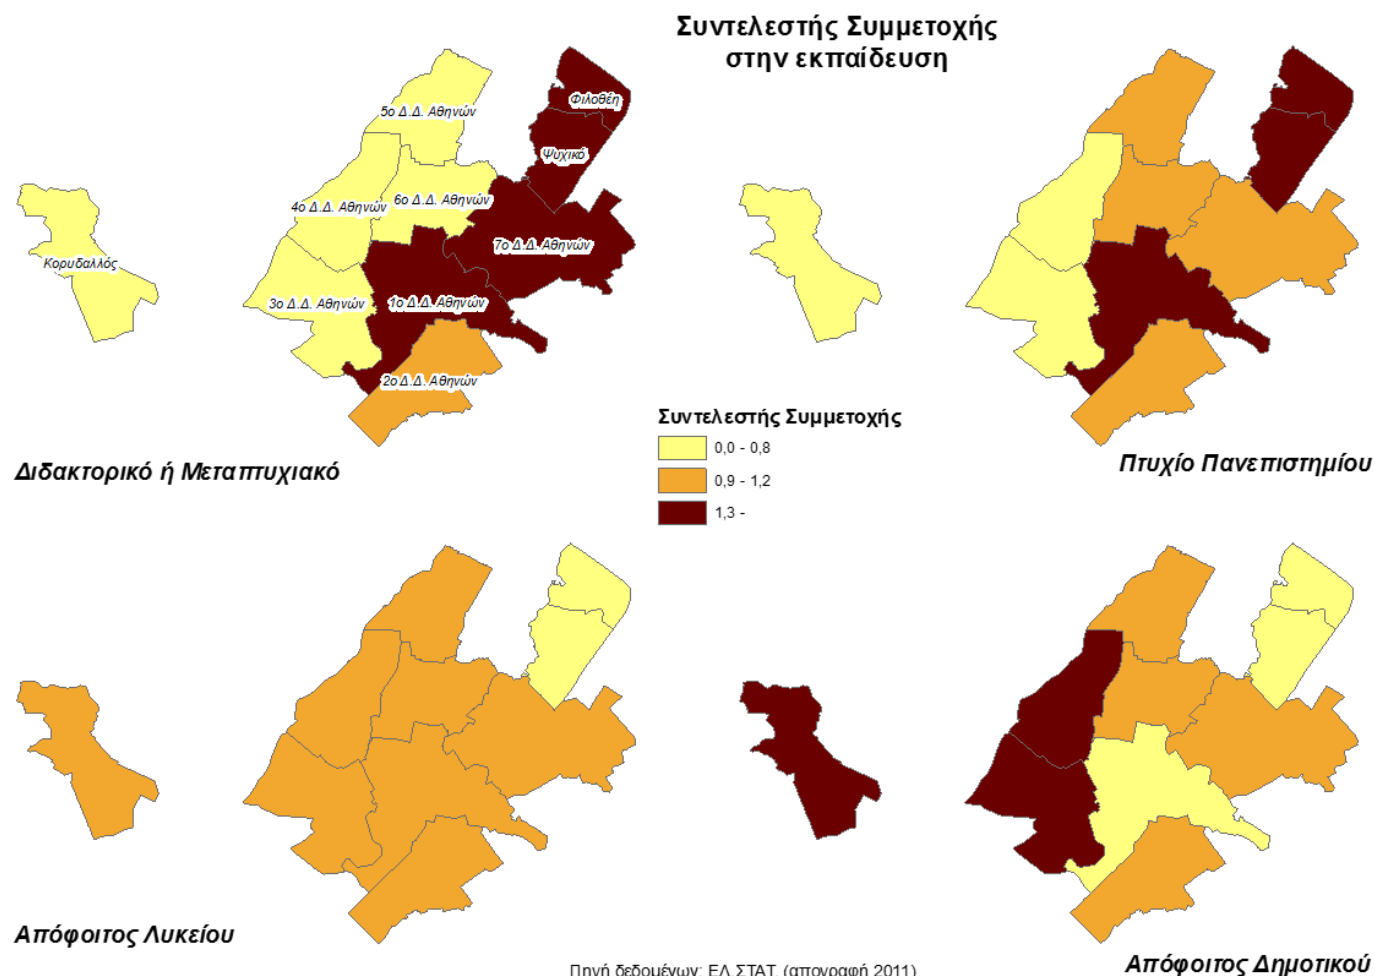 Συντελεστής Συμμετοχής
στην εκπαίδευση
Φιλοθέη
5ο Δ.Δ. Αθηνών
Ψυχικό
4ο Δ.Δ. Αθηνών
6ο Δ.Δ. Αθηνών
7ο Δ.Δ. Αθηνών
Κορυδαλλός
3ο Δ.Δ. Αθηνών
1ο Δ.Δ. Αθηνών
2ο Δ.Δ. Αθηνών
Συντελεστής Συμμετοχής
0,0 - 0,8
0,9 - 1,2
1,3 -
Διδακτορικό ή Μεταπτυχιακό
Πτυχίο Πανεπιστημίου
Απόφοιτος Λυκείου
Απόφοιτος Δημοτικού
Πηγή δεδομένων: ΕΛ.ΣΤΑΤ. (απογραφή 2011)